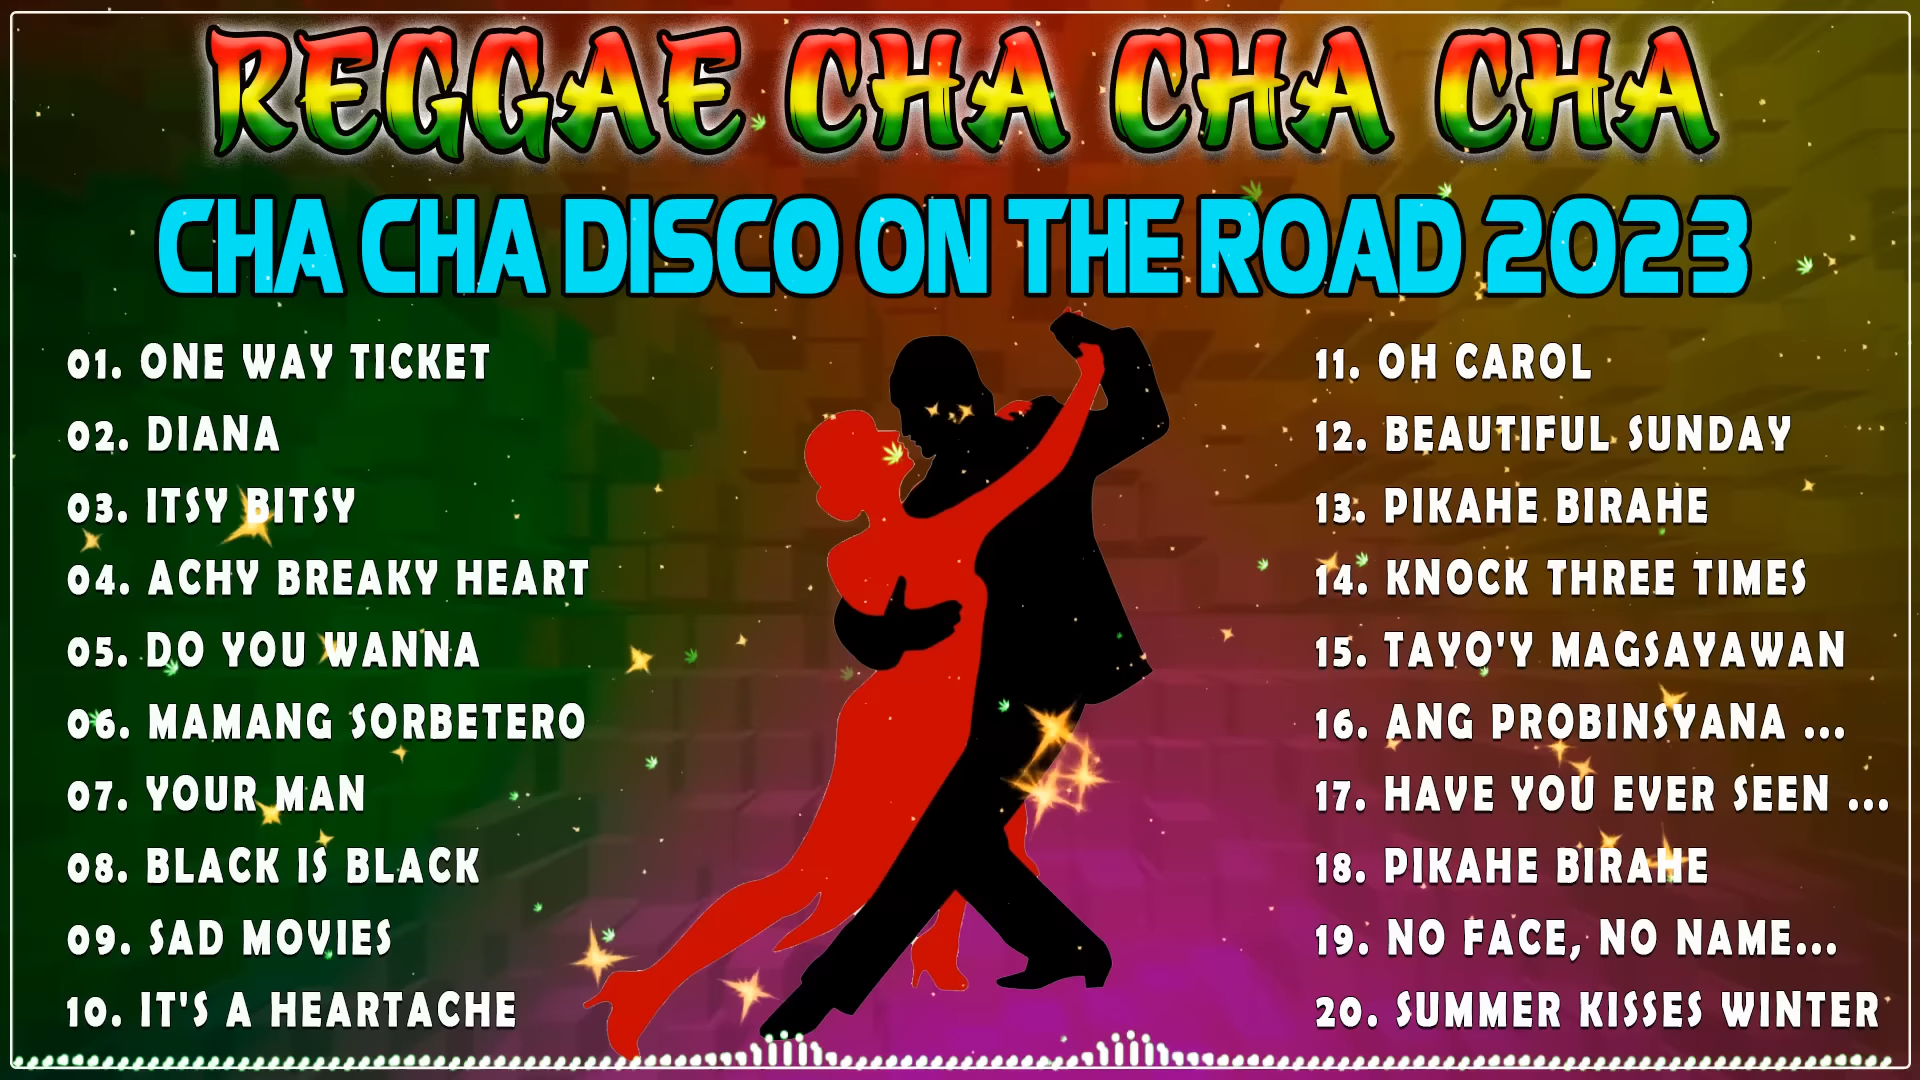 REGGAE CHA CHA CHA
CHA CHA DISCO ON THE ROAD 2023
01. ONE WAY TICKET
02. DIANA
03. ITSY BITSY
04. ACHY BREAKY HEART
05. DO YOU WANNA
06. MAMANG SORBETERO
07. YOUR MAN
08. BLACK IS BLACK
09. SAD MOVIES
10. IT'S A HEARTACHE
11. OH CAROL
12. BEAUTIFUL SUNDAY
13. PIKAHE BIRAHE
14. KNOCK THREE TIMES
15. TAYO'Y MAGSAYAWAN
16. ANG PROBINSYANA ...
17. HAVE YOU EVER SEEN ...
18. PIKAHE BIRAHE
19. NO FACE, NO NAME...
20. SUMMER KISSES WINTER